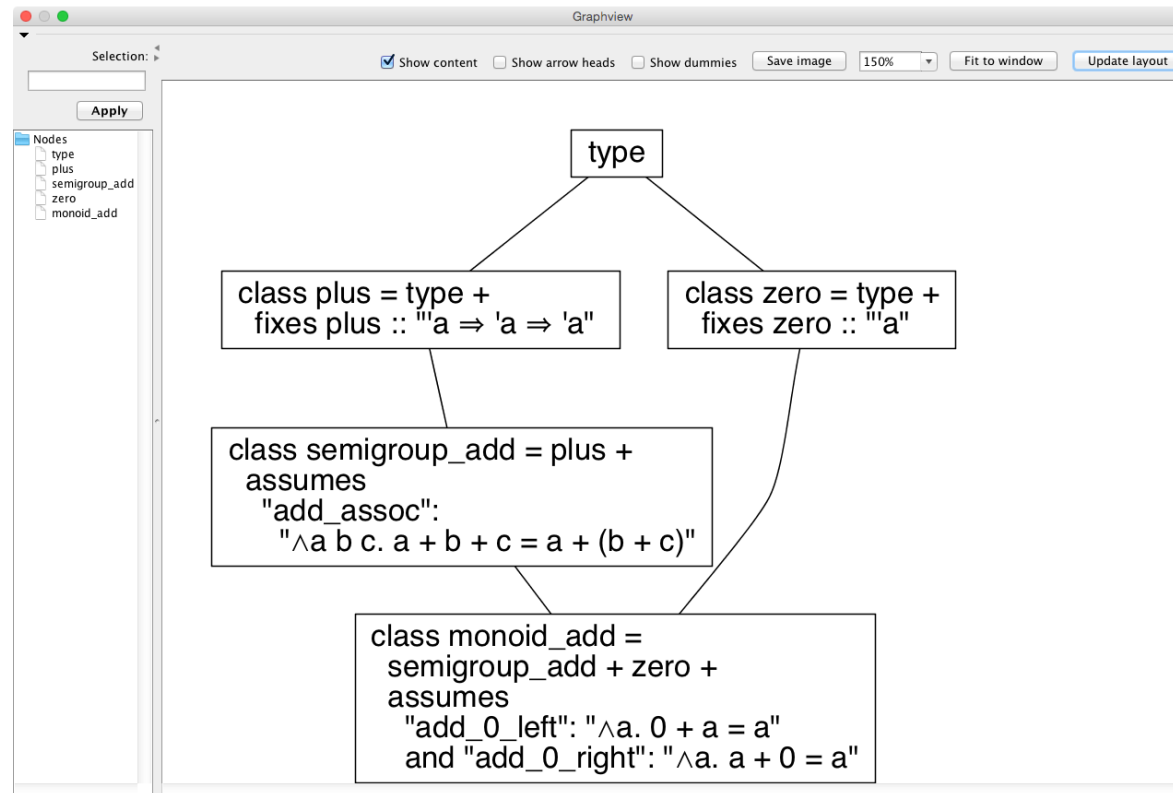 Graphview
Selection:
Show content
Show arrow heads
Show dummies
Save image
150%
Fit to window
Update layout
Apply
Nodes
type
plus
semigroup_add
zero
monoid_add
type
class plus = type +
fixes plus :: "'a ⇒ 'a ⇒ 'a"
class zero = type +
fixes zero :: "'a"
class semigroup_add = plus +
assumes
"add_assoc":
"⋀a b c. a + b + c = a + (b + c)"
class monoid_add =
semigroup_add + zero +
assumes
"add_0_left": "⋀a. 0 + a = a"
and "add_0_right": "⋀a. a + 0 = a"